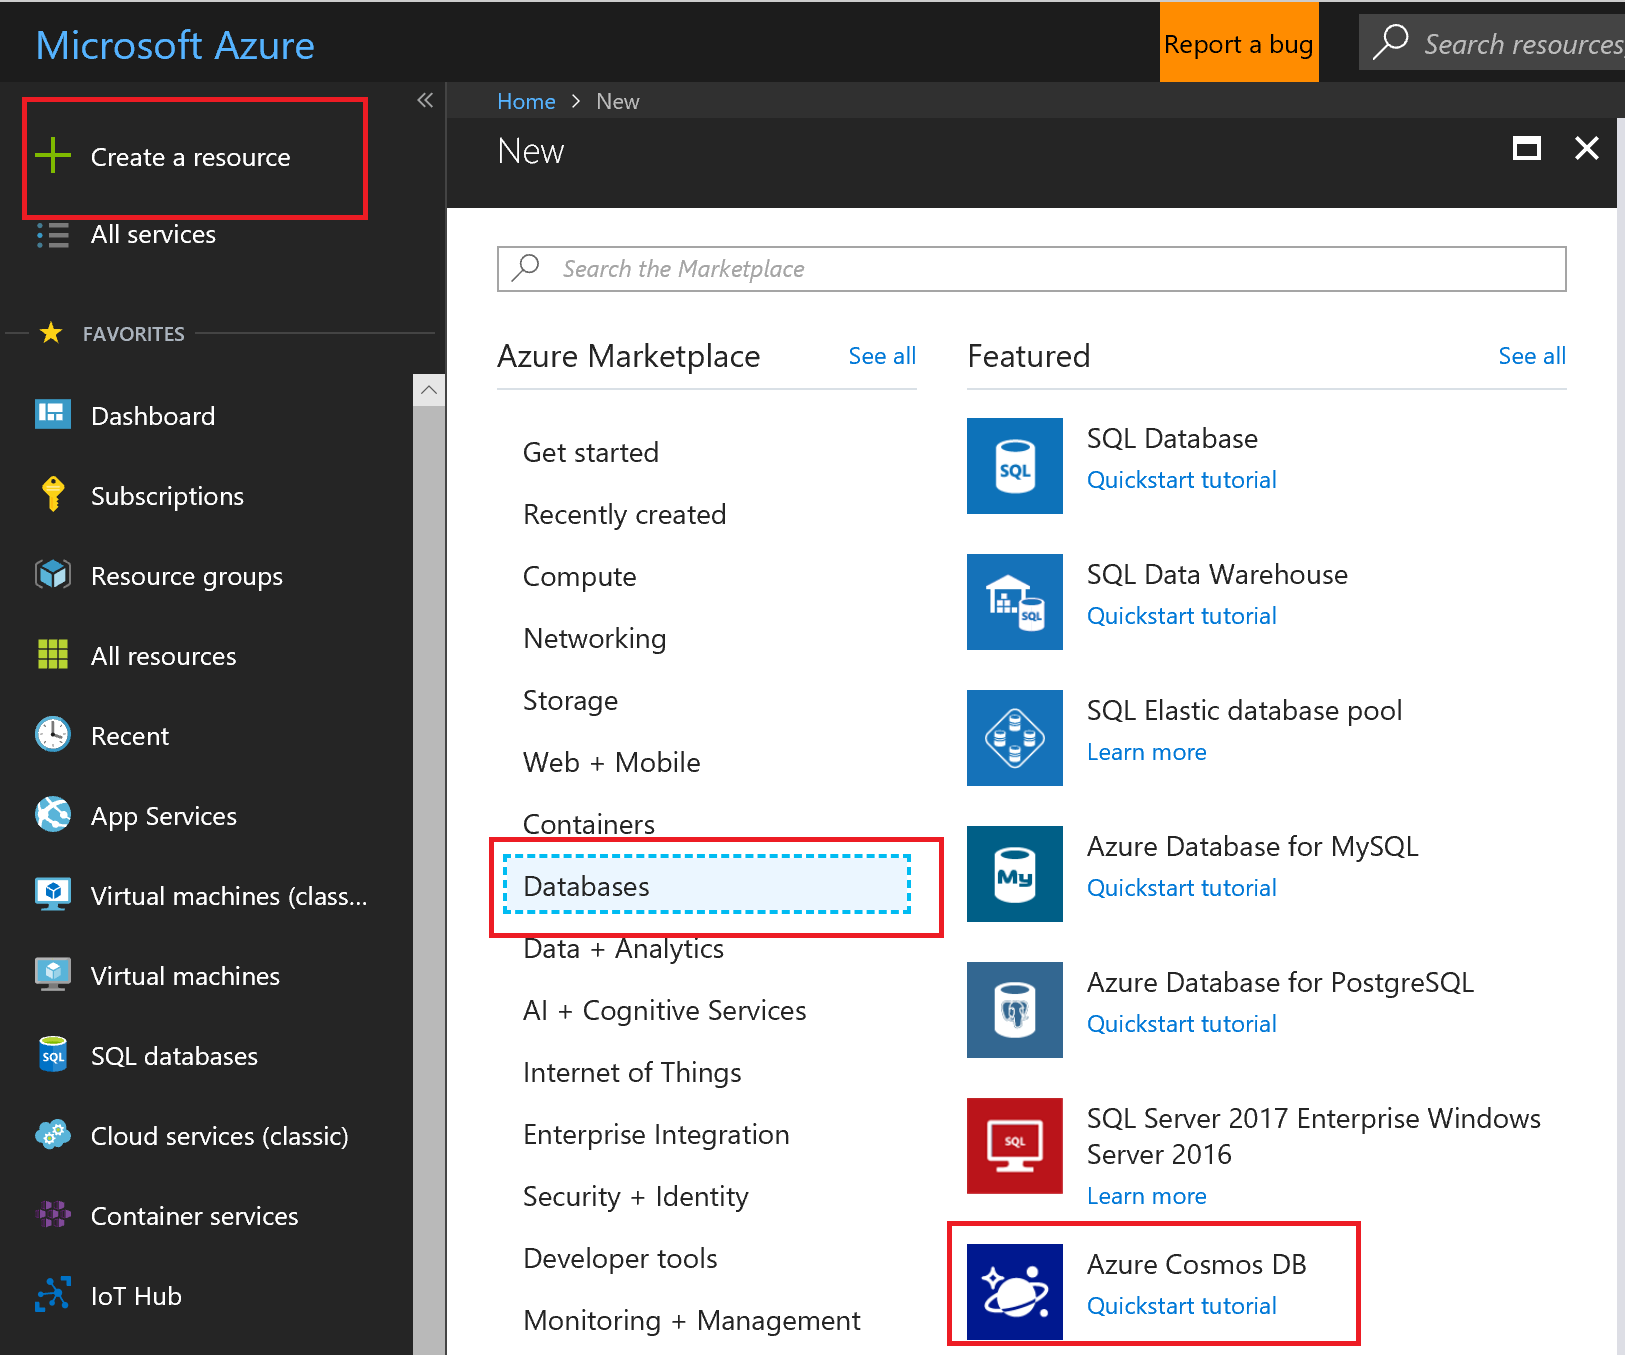 Microsoft Azure
Report a bug
Search resources,
Create a resource
All services
FAVORITES
Dashboard
Subscriptions
Resource groups
All resources
Recent
App Services
Virtual machines (class...
Virtual machines
SQL
SQL databases
Cloud services (classic)
Container services
IoT Hub
Home > New
New
Search the Marketplace
Azure Marketplace
See all
Get started
Recently created
Compute
Networking
Storage
Web + Mobile
Containers
Databases
Data + Analytics
AI + Cognitive Services
Internet of Things
Enterprise Integration
Security + Identity
Developer tools
Monitoring + Management
Featured
See all
SQL
SQL Database
Quickstart tutorial
SQL
SQL Data Warehouse
Quickstart tutorial
SQL Elastic database pool
Learn more
My
Azure Database for MySQL
Quickstart tutorial
Azure Database for PostgreSQL
Quickstart tutorial
SQL
SQL Server 2017 Enterprise Windows
Server 2016
Learn more
Azure Cosmos DB
Quickstart tutorial